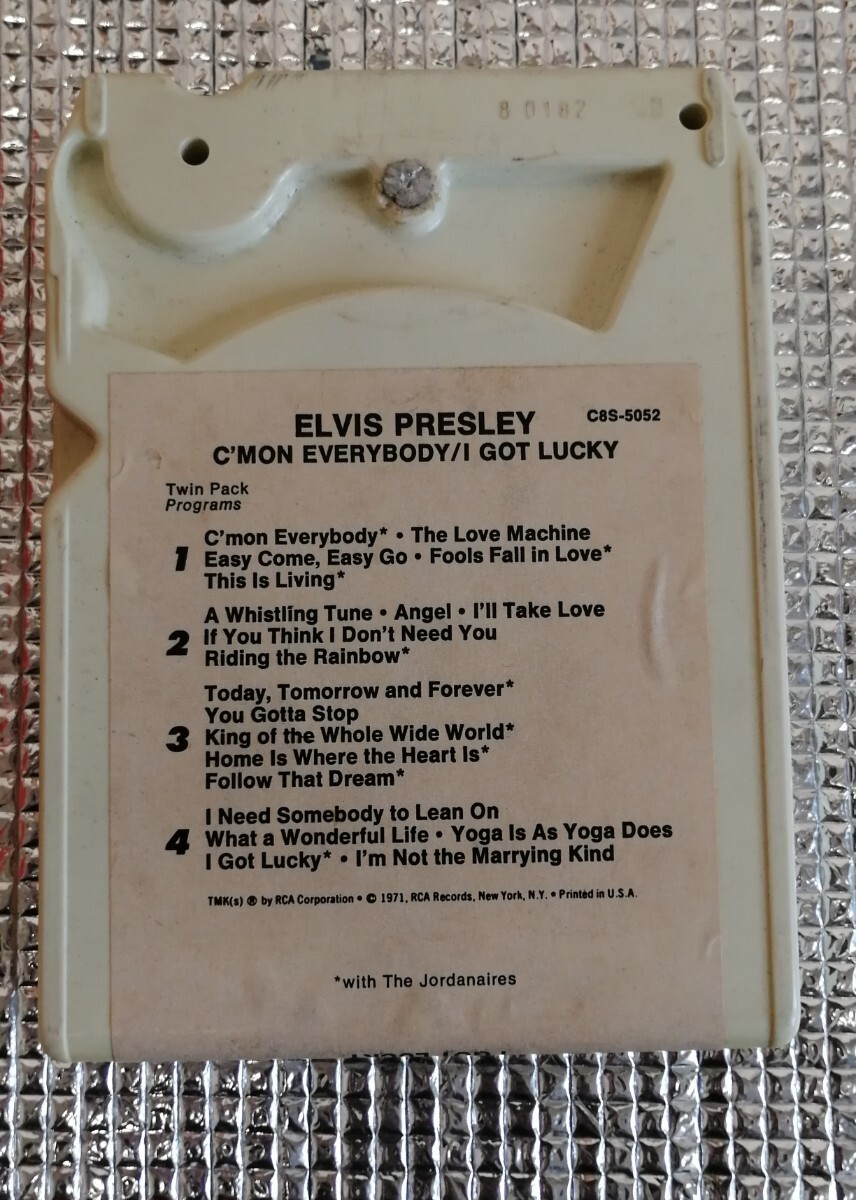 8 0182
ELVIS PRESLEY C8S-5052
C'MON EVERYBODY/I GOT LUCKY
Twin Pack
Programs
1
C'mon Everybody* • The Love Machine
Easy Come, Easy Go • Fools Fall in Love*
This Is Living*
2
A Whistling Tune • Angel • I'll Take Love
If You Think I Don't Need You
Riding the Rainbow*
3
Today, Tomorrow and Forever*
You Gotta Stop
King of the Whole Wide World*
Home Is Where the Heart Is*
Follow That Dream*
4
I Need Somebody to Lean On
What a Wonderful Life • Yoga Is As Yoga Does
I Got Lucky* • I'm Not the Marrying Kind
TMK(s) ® by RCA Corporation • © 1971, RCA Records, New York, N.Y. • Printed in U.S.A.
*with The Jordanaires